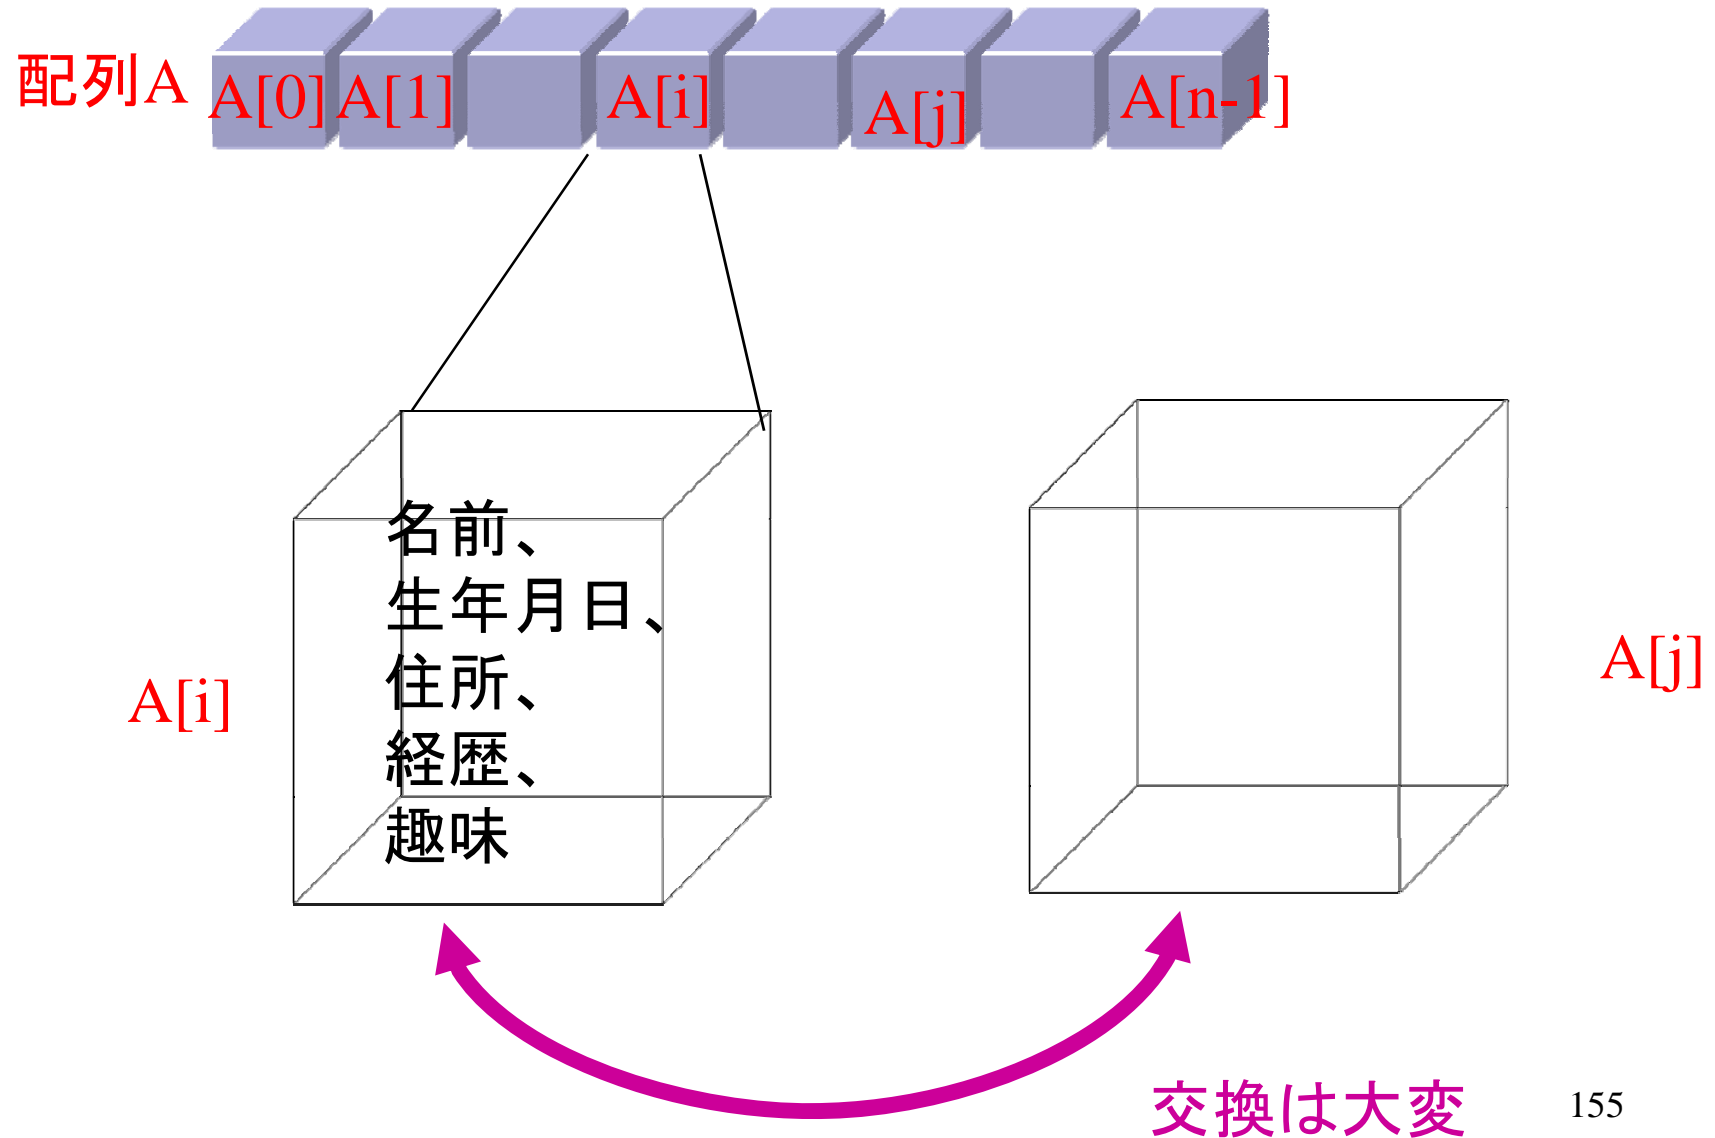 配列A
A[0] A[1] A[i] A[j] A[n-1]
名前、
生年月日、
住所、
経歴、
趣味
A[i]
A[j]
交換は大変
155